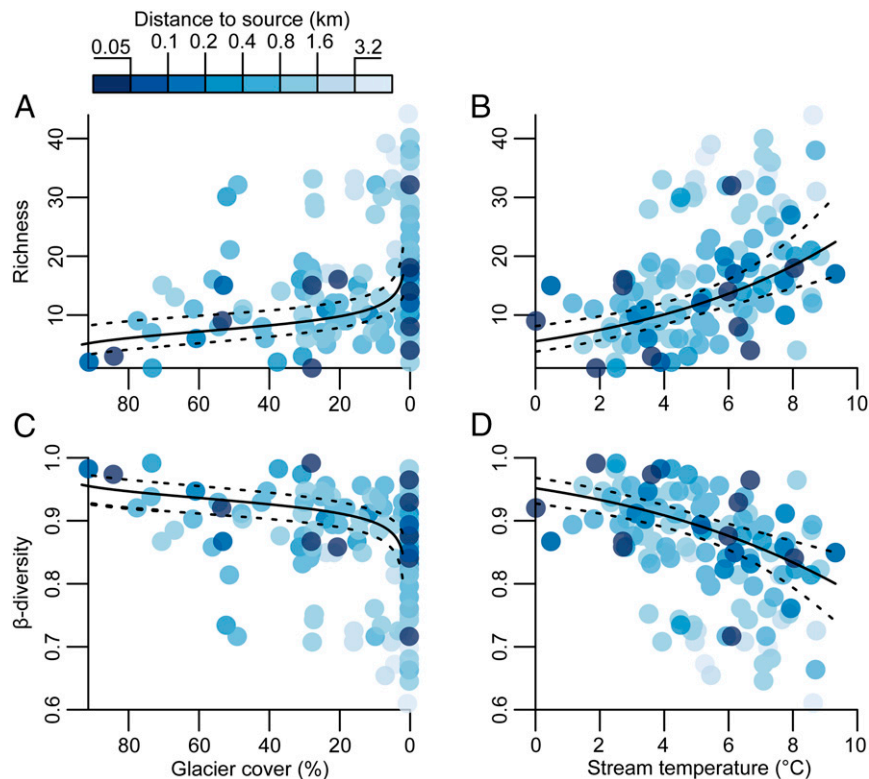 Distance to source (km)
0.05 0.1 0.2 0.4 0.8 1.6 3.2
A
B
Richness
40
30
20
10
80 60 40 20 0
40
30
20
10
0 2 4 6 8 10
C
D
β-diversity
1.0
0.9
0.8
0.7
0.6
80 60 40 20 0
Glacier cover (%)
1.0
0.9
0.8
0.7
0.6
0 2 4 6 8 10
Stream temperature (°C)